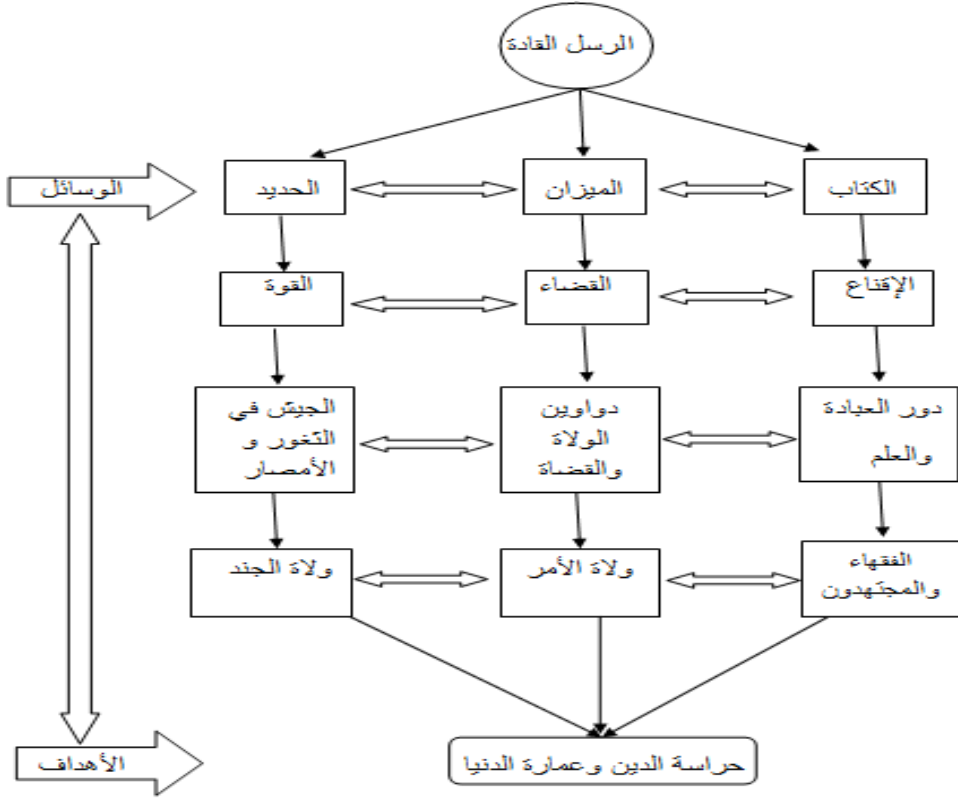 الرسل القادة
الكتاب
الميزان
الحديد
الوسائل
الإقناع
القضاء
القوة
دور العبادة
والعلم
دواوين
الولاة
والقضاة
الجيش في
الثغور و
الأمصار
الفقهاء
والمجتهدون
ولاة الأمر
ولاة الجند
حراسة الدين وعمارة الدنيا
الأهداف